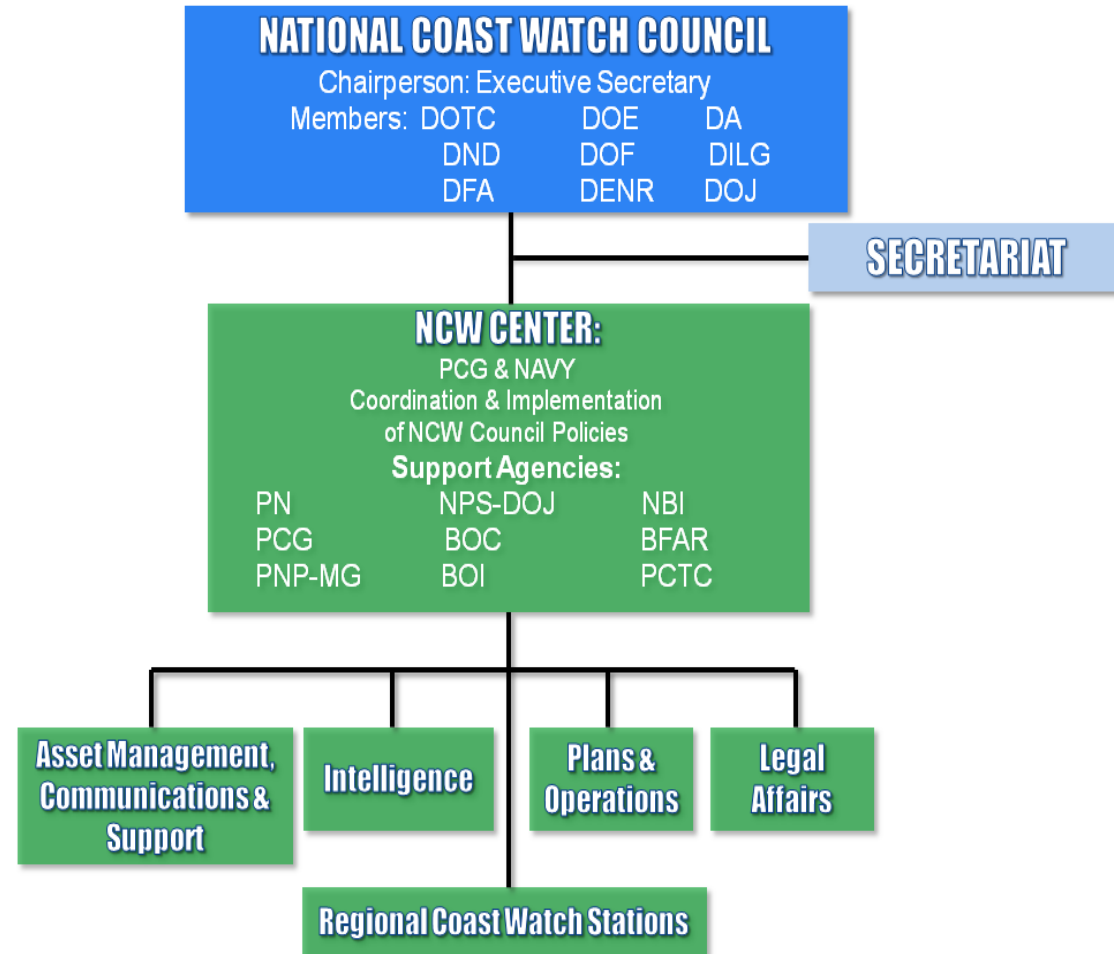 NATIONAL COAST WATCH COUNCIL
Chairperson: Executive Secretary
Members: DOTC DOE DA
DND DOF DILG
DFA DENR DOJ
SECRETARIAT
NCW CENTER:
PCG & NAVY
Coordination & Implementation
of NCW Council Policies
Support Agencies:
PN NPS-DOJ NBI
PCG BOC BFAR
PNP-MG BOI PCTC
Asset Management,
Communications &
Support
Intelligence
Plans &
Operations
Legal
Affairs
Regional Coast Watch Stations